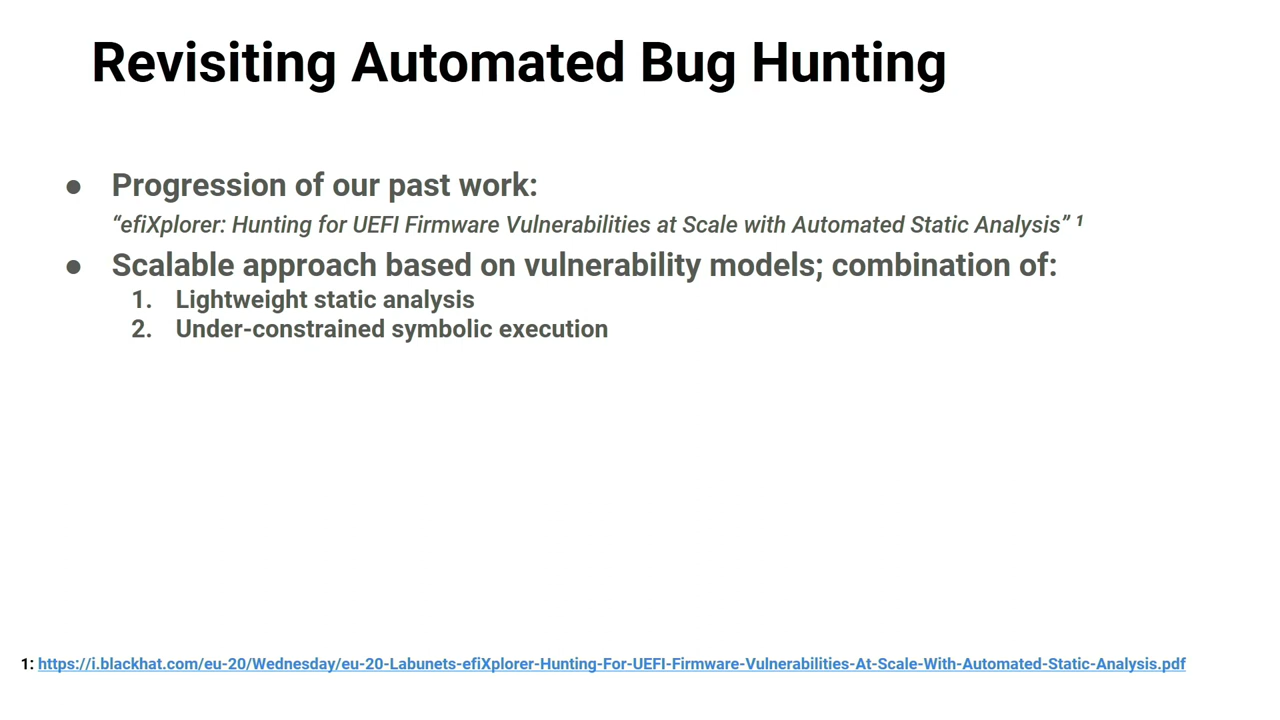 Revisiting Automated Bug Hunting
● Progression of our past work:
“efiXplorer: Hunting for UEFI Firmware Vulnerabilities at Scale with Automated Static Analysis” ¹
● Scalable approach based on vulnerability models; combination of:
1. Lightweight static analysis
2. Under-constrained symbolic execution
1: https://i.blackhat.com/eu-20/Wednesday/eu-20-Labunets-efiXplorer-Hunting-For-UEFI-Firmware-Vulnerabilities-At-Scale-With-Automated-Static-Analysis.pdf